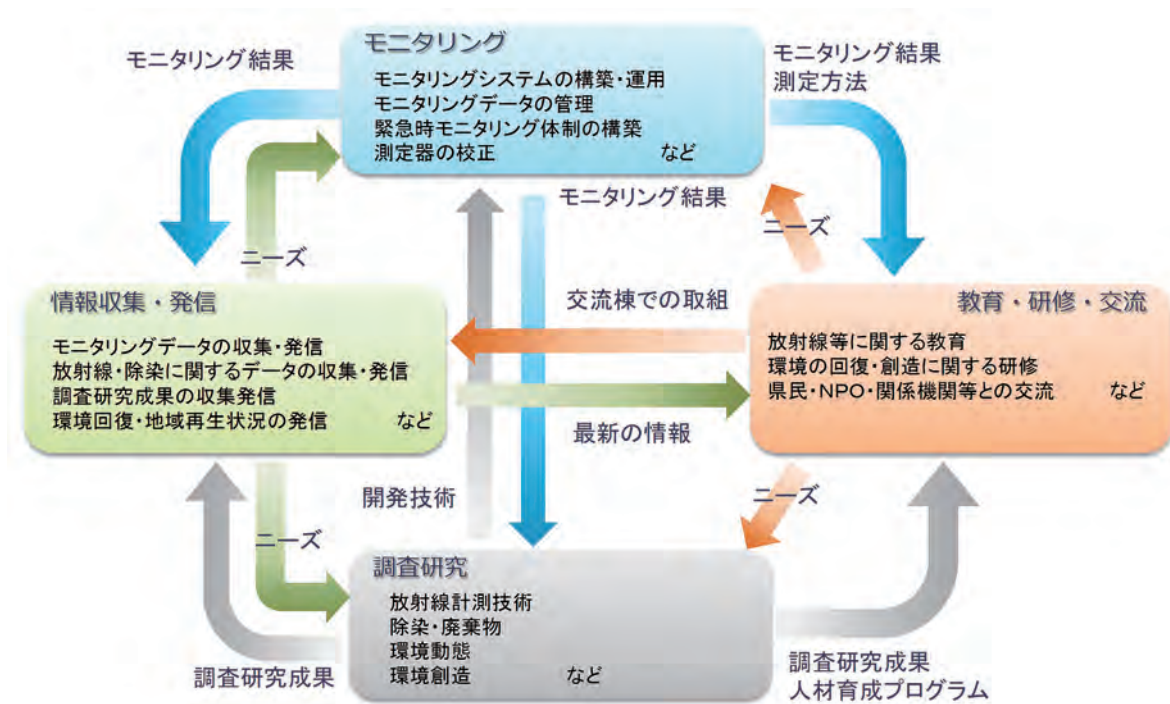 モニタリング
モニタリングシステムの構築・運用
モニタリングデータの管理
緊急時モニタリング体制の構築
測定器の校正 など
モニタリング結果
モニタリング結果
測定方法
モニタリング結果
ニーズ
ニーズ
交流棟での取組
情報収集・発信
モニタリングデータの収集・発信
放射線・除染に関するデータの収集・発信
調査研究成果の収集発信
環境回復・地域再生状況の発信 など
教育・研修・交流
放射線等に関する教育
環境の回復・創造に関する研修
県民・NPO・関係機関等との交流 など
最新の情報
開発技術
ニーズ
ニーズ
調査研究
放射線計測技術
除染・廃棄物
環境動態
環境創造 など
調査研究成果
調査研究成果
人材育成プログラム